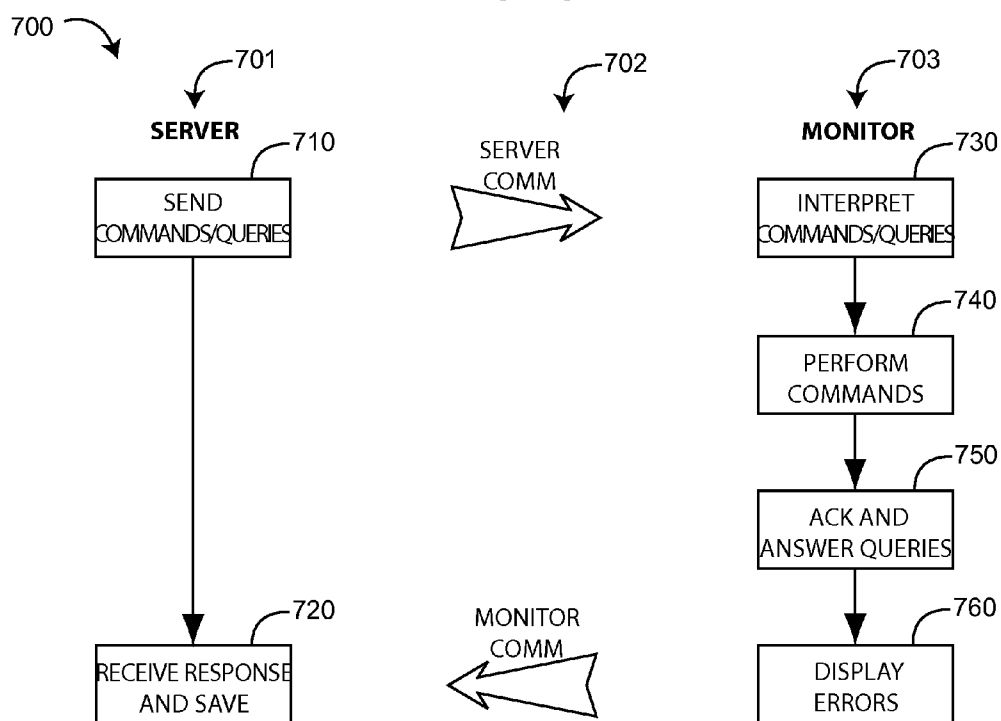 700
701
702
703
SERVER
MONITOR
710
730
SERVER
COMM
SEND
COMMANDS/QUERIES
INTERPRET
COMMANDS/QUERIES
740
PERFORM
COMMANDS
750
ACK AND
ANSWER QUERIES
720
760
MONITOR
COMM
RECEIVE RESPONSE
AND SAVE
DISPLAY
ERRORS